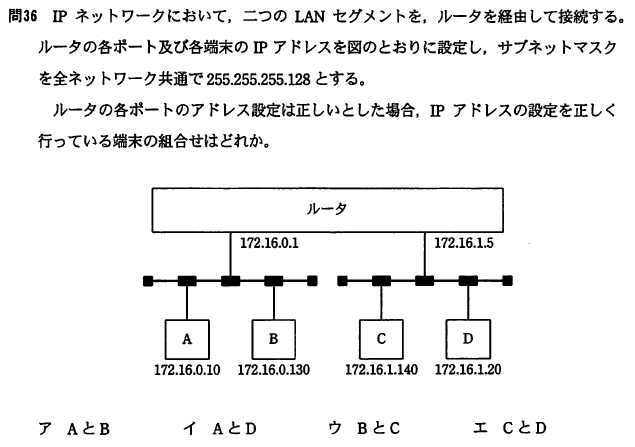 問36 IP ネットワークにおいて，二つの LAN セグメントを，ルータを経由して接続する。
ルータの各ポート及び各端末の IP アドレスを図のとおりに設定し，サブネットマスク
を全ネットワーク共通で 255.255.255.128 とする。
ルータの各ポートのアドレス設定は正しいとした場合，IP アドレスの設定を正しく
行っている端末の組合せはどれか。
ルータ
172.16.0.1 172.16.1.5
A B C D
172.16.0.10 172.16.0.130 172.16.1.140 172.16.1.20
ア AとB イ AとD ウ BとC エ CとD